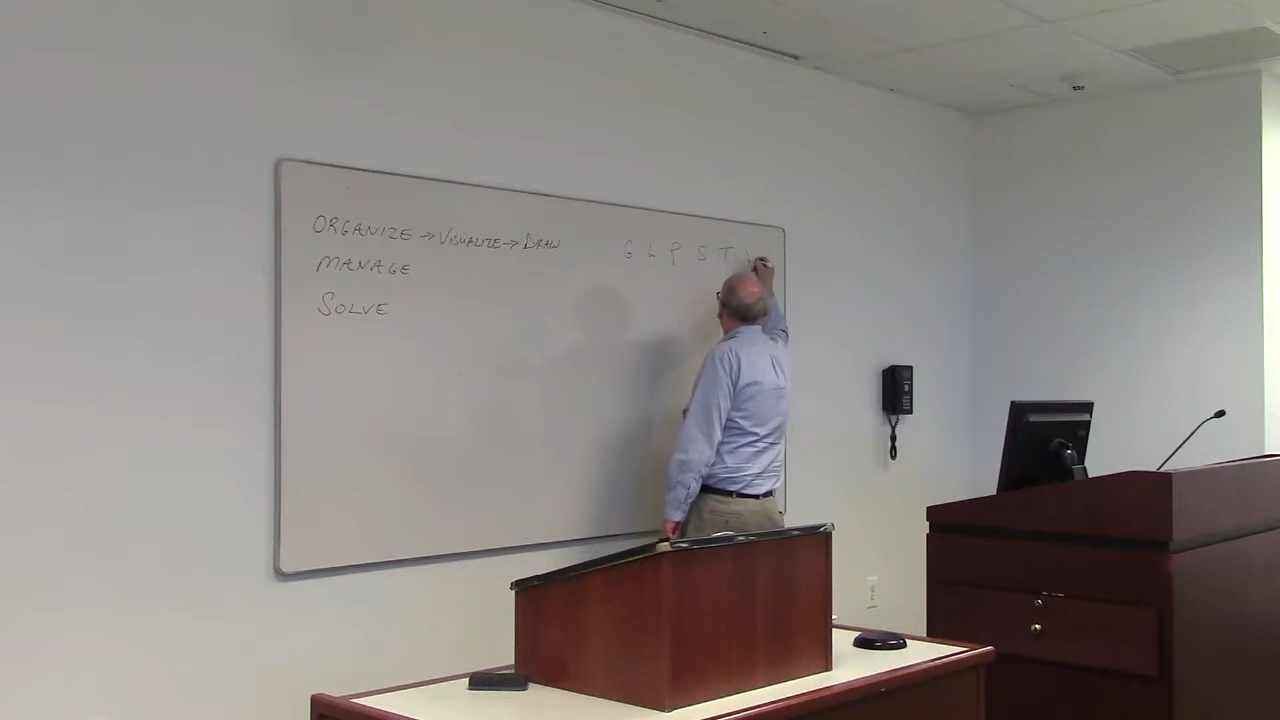 ORGANIZE → VISUALIZE → DRAW
G L P S T
MANAGE
SOLVE